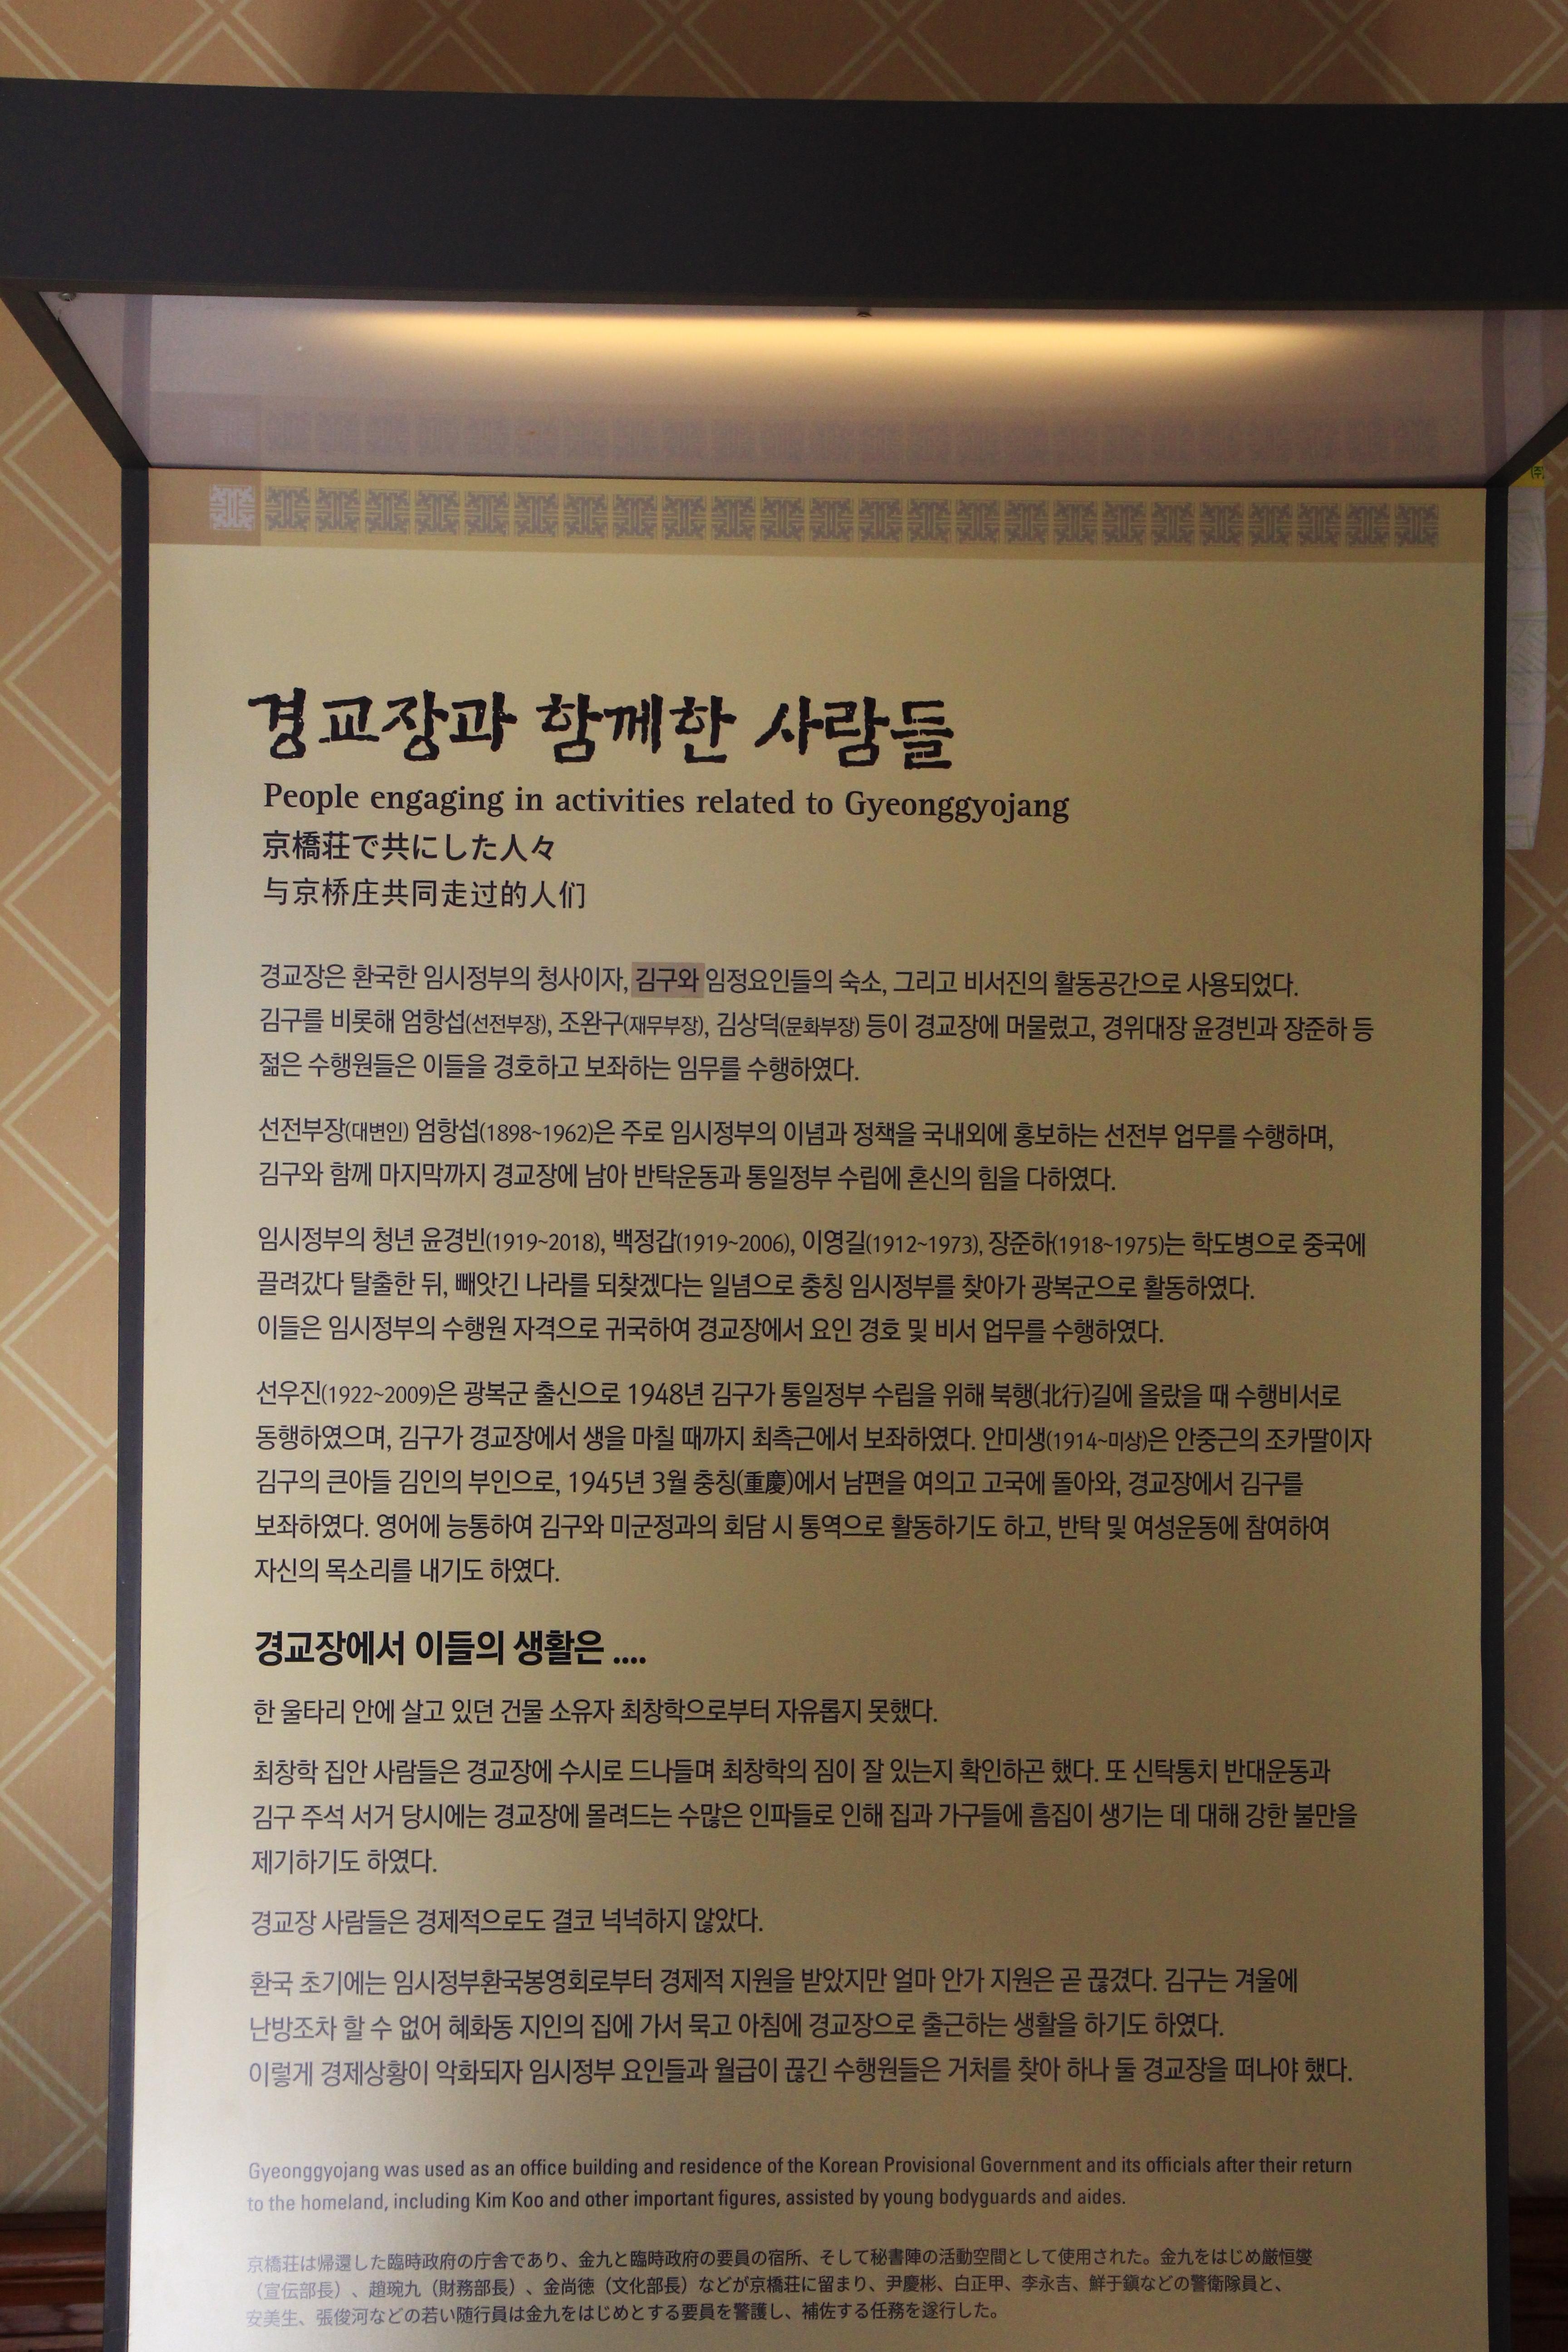 경교장과 함께한 사람들
People engaging in activities related to Gyeonggyojang
京橋荘で共にした人々
与京桥庄共同走过的人们
경교장은 환국한 임시정부의 청사이자, 김구와 임정요인들의 숙소, 그리고 비서진의 활동공간으로 사용되었다.
김구를 비롯해 엄항섭(선전부장), 조완구(재무부장), 김상덕(문화부장) 등이 경교장에 머물렀고, 경위대장 윤경빈과 장준하 등
젊은 수행원들은 이들을 경호하고 보좌하는 임무를 수행하였다.
선전부장(대변인) 엄항섭(1898~1962)은 주로 임시정부의 이념과 정책을 국내외에 홍보하는 선전부 업무를 수행하며,
김구와 함께 마지막까지 경교장에 남아 반탁운동과 통일정부 수립에 혼신의 힘을 다하였다.
임시정부의 청년 윤경빈(1919~2018), 백정갑(1919~2006), 이영길(1912~1973), 장준하(1918~1975)는 학도병으로 중국에
끌려갔다 탈출한 뒤, 빼앗긴 나라를 되찾겠다는 일념으로 충칭 임시정부를 찾아가 광복군으로 활동하였다.
이들은 임시정부의 수행원 자격으로 귀국하여 경교장에서 요인 경호 및 비서 업무를 수행하였다.
선우진(1922~2009)은 광복군 출신으로 1948년 김구가 통일정부 수립을 위해 북행(北行)길에 올랐을 때 수행비서로
동행하였으며, 김구가 경교장에서 생을 마칠 때까지 최측근에서 보좌하였다. 안미생(1914~미상)은 안중근의 조카딸이자
김구의 큰아들 김인의 부인으로, 1945년 3월 충칭(重慶)에서 남편을 여의고 고국에 돌아와, 경교장에서 김구를
보좌하였다. 영어에 능통하여 김구와 미군정과의 회담 시 통역으로 활동하기도 하고, 반탁 및 여성운동에 참여하여
자신의 목소리를 내기도 하였다.
경교장에서 이들의 생활은 ....
한 울타리 안에 살고 있던 건물 소유자 최창학으로부터 자유롭지 못했다.
최창학 집안 사람들은 경교장에 수시로 드나들며 최창학의 짐이 잘 있는지 확인하곤 했다. 또 신탁통치 반대운동과
김구 주석 서거 당시에는 경교장에 몰려드는 수많은 인파들로 인해 집과 가구들에 흠집이 생기는 데 대해 강한 불만을
제기하기도 하였다.
경교장 사람들은 경제적으로도 결코 넉넉하지 않았다.
환국 초기에는 임시정부환국봉영회로부터 경제적 지원을 받았지만 얼마 안가 지원은 곧 끊겼다. 김구는 겨울에
난방조차 할 수 없어 혜화동 지인의 집에 가서 묵고 아침에 경교장으로 출근하는 생활을 하기도 하였다.
이렇게 경제상황이 악화되자 임시정부 요인들과 월급이 끊긴 수행원들은 거처를 찾아 하나 둘 경교장을 떠나야 했다.
Gyeonggyojang was used as an office building and residence of the Korean Provisional Government and its officials after their return
to the homeland, including Kim Koo and other important figures, assisted by young bodyguards and aides.
京橋荘は帰還した臨時政府の庁舎であり、金九と臨時政府の要員の宿所、そして秘書陣の活動空間として使用された。金九をはじめ厳恒燮
（宣伝部長）、趙琬九（財務部長）、金尚徳（文化部長）などが京橋荘に留まり、尹慶彬、白正甲、李永吉、鮮于鎭などの警衛隊員と、
安美生、張俊河などの若い随行員は金九をはじめとする要員を警護し、補佐する任務を遂行した。